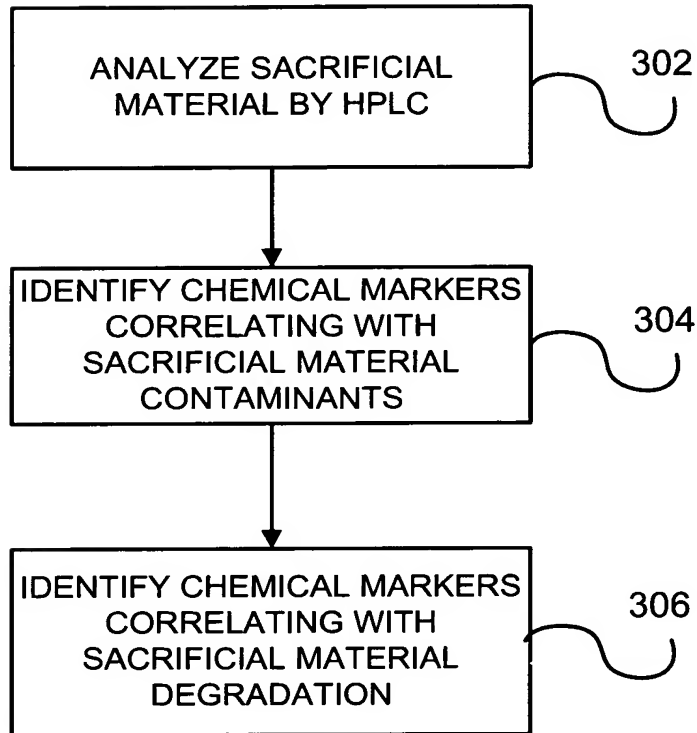 ANALYZE SACRIFICIAL
MATERIAL BY HPLC
302
IDENTIFY CHEMICAL MARKERS
CORRELATING WITH
SACRIFICIAL MATERIAL
CONTAMINANTS
304
IDENTIFY CHEMICAL MARKERS
CORRELATING WITH
SACRIFICIAL MATERIAL
DEGRADATION
306